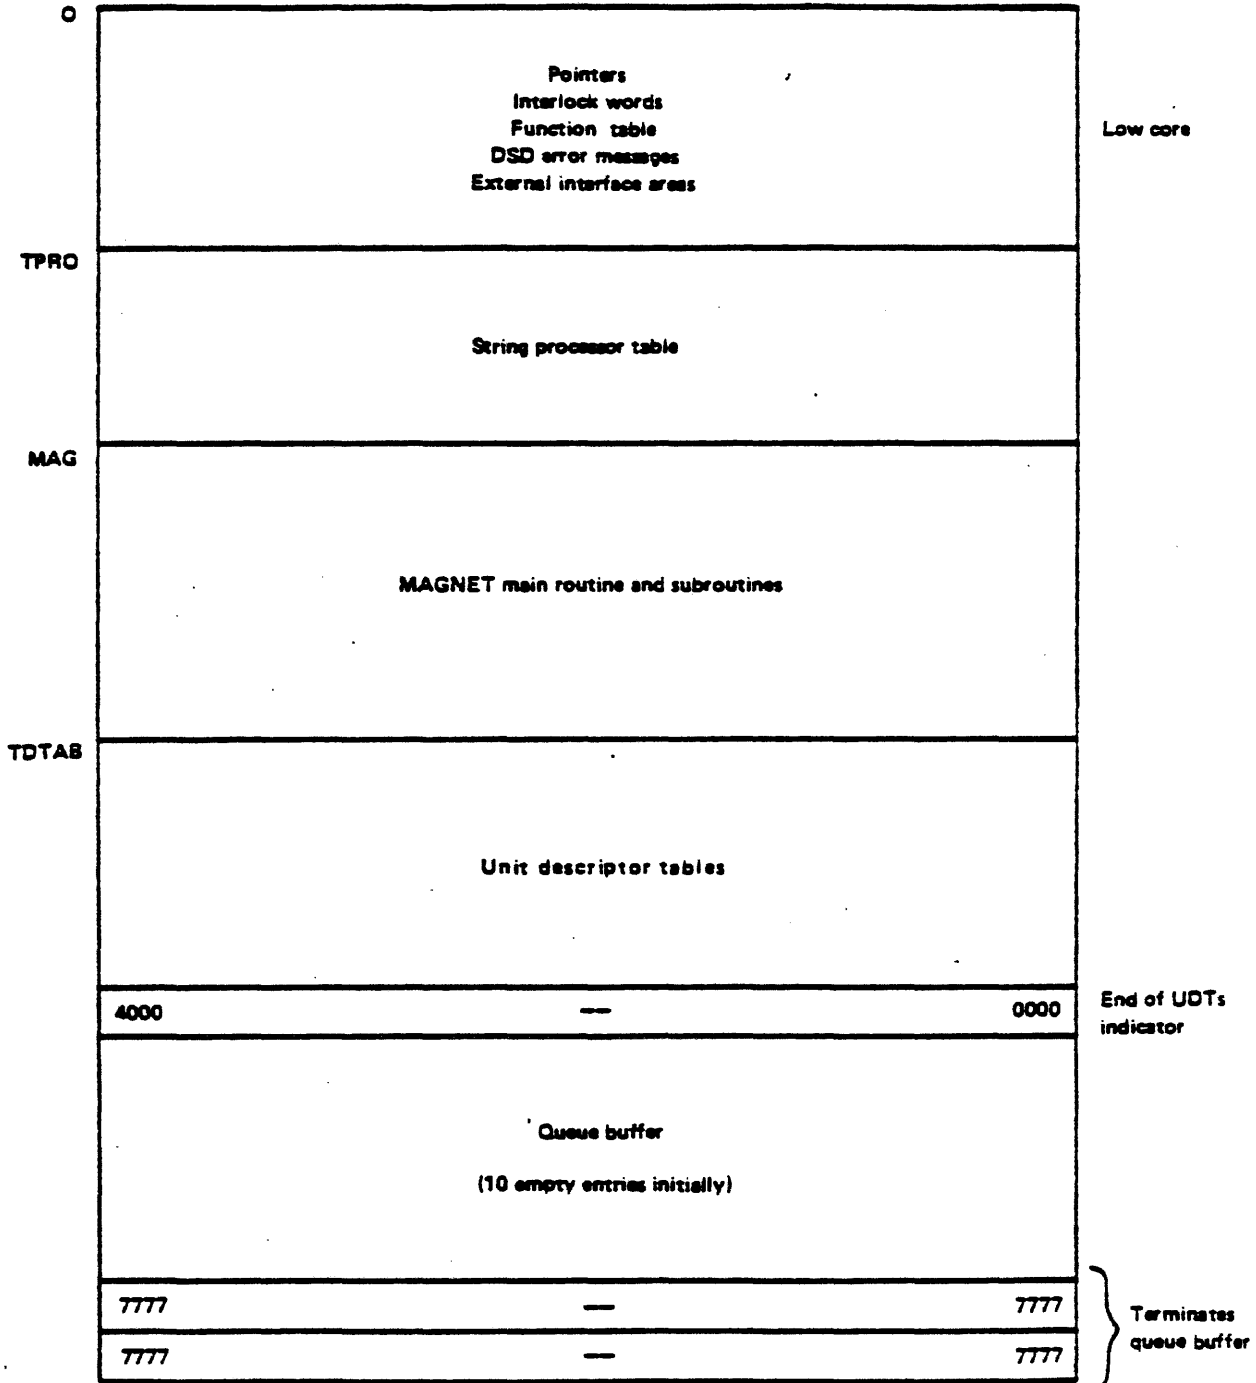 0
Pointers
Interlock words
Function table
DSD error messages
External interface areas
Low core
TPRO
String processor table
MAG
MAGNET main routine and subroutines
TDTAB
Unit descriptor tables
4000 — 0000
End of UDTs
indicator
Queue buffer
(10 empty entries initially)
7777 — 7777
7777 — 7777
Terminates
queue buffer